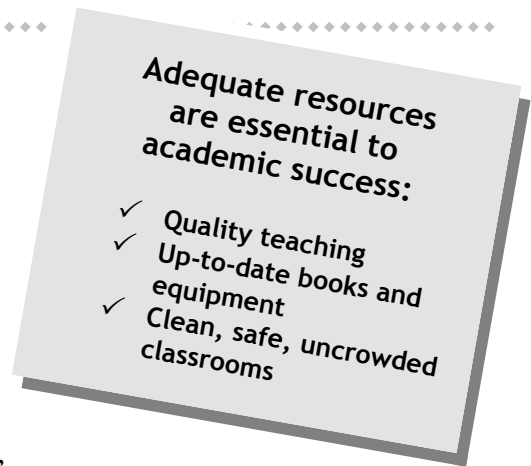 Adequate resources
are essential to
academic success:
✓ Quality teaching
✓ Up-to-date books and
equipment
✓ Clean, safe, uncrowded
classrooms